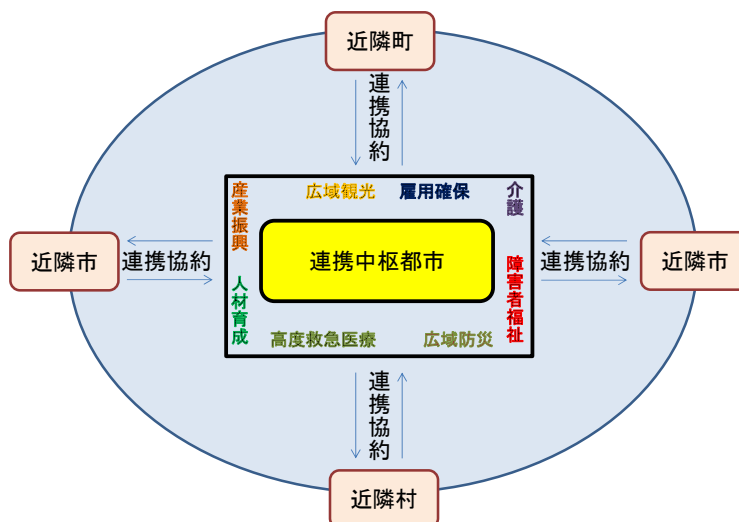 近隣町
連携協約
産業振興
広域観光
雇用確保
介護
近隣市
連携協約
連携中枢都市
連携協約
近隣市
人材育成
障害者福祉
高度救急医療
広域防災
連携協約
近隣村